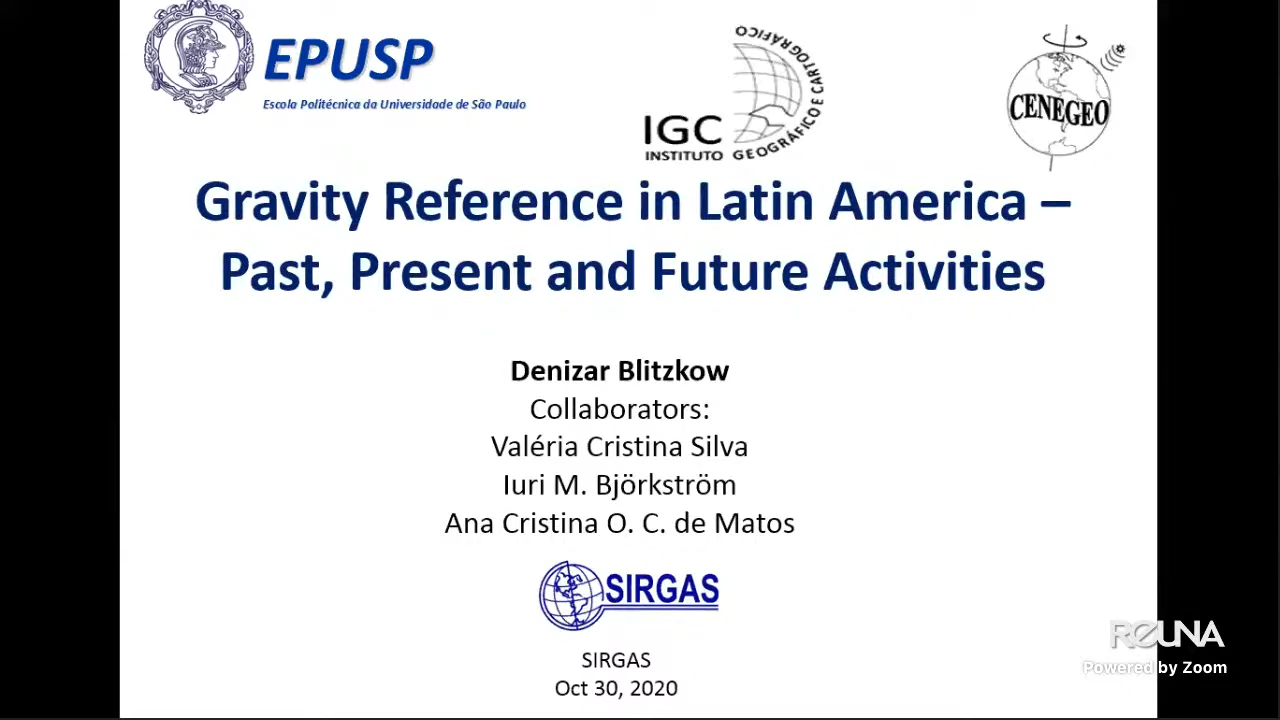 EPUSP
Escola Politécnica da Universidade de São Paulo
IGC
INSTITUTO GEOGRÁFICO E CARTOGRÁFICO
CENEGEO
Gravity Reference in Latin America –
Past, Present and Future Activities
Denizar Blitzkow
Collaborators:
Valéria Cristina Silva
Iuri M. Björkström
Ana Cristina O. C. de Matos
SIRGAS
SIRGAS
Oct 30, 2020
REUNA
Powered by Zoom